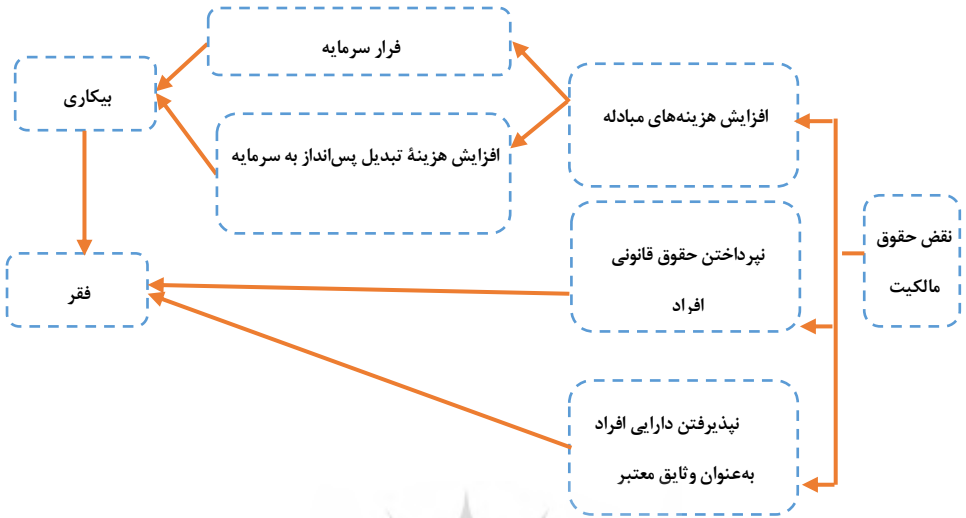 نقض حقوق
مالکیت
افزایش هزینه‌های مبادله
نپرداختن حقوق قانونی
افراد
نپذیرفتن دارایی افراد
به‌عنوان وثایق معتبر
فرار سرمایه
افزایش هزینهٔ تبدیل پس‌انداز به سرمایه
بیکاری
فقر